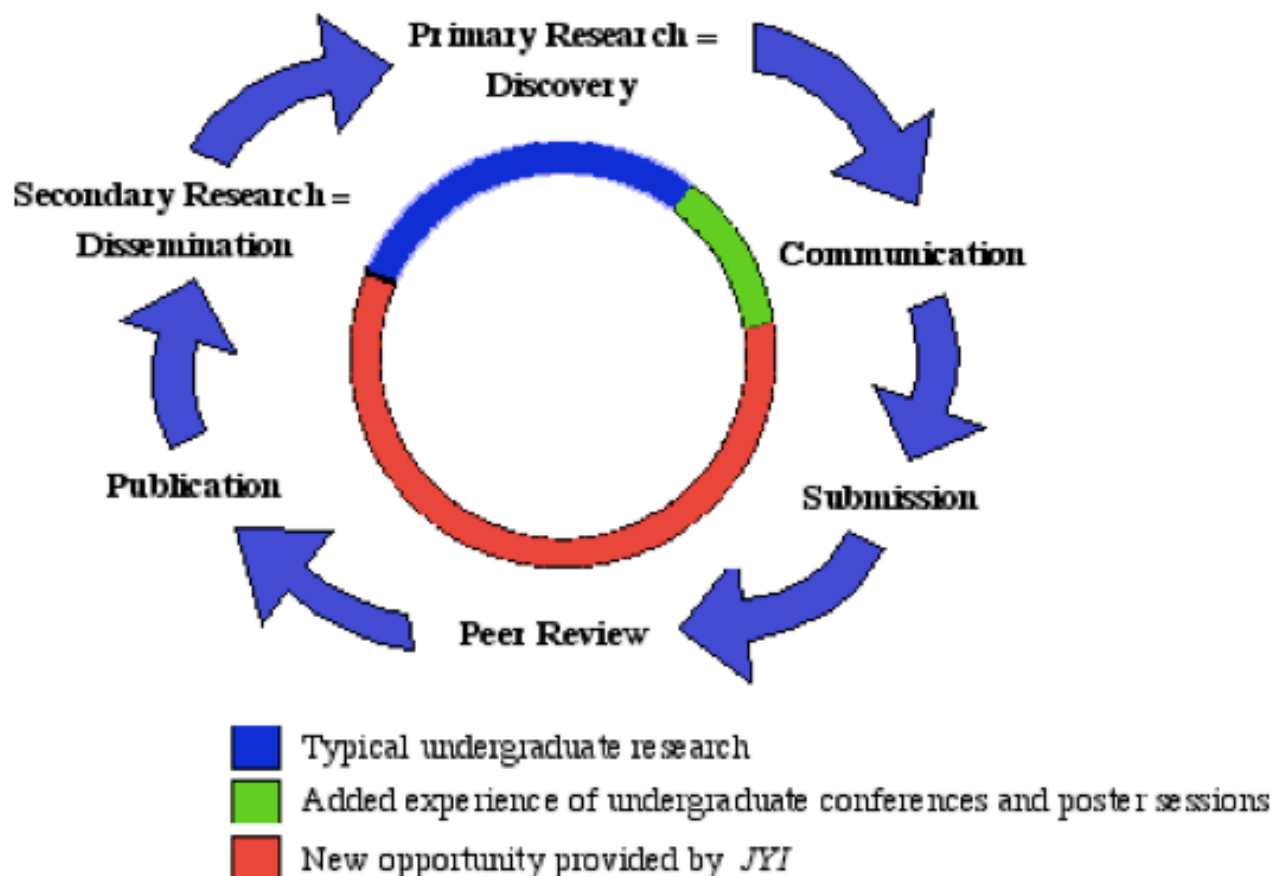 Primary Research =
Discovery
Communication
Submission
Peer Review
Publication
Secondary Research =
Dissemination
Typical undergraduate research
Added experience of undergraduate conferences and poster sessions
New opportunity provided by JYI